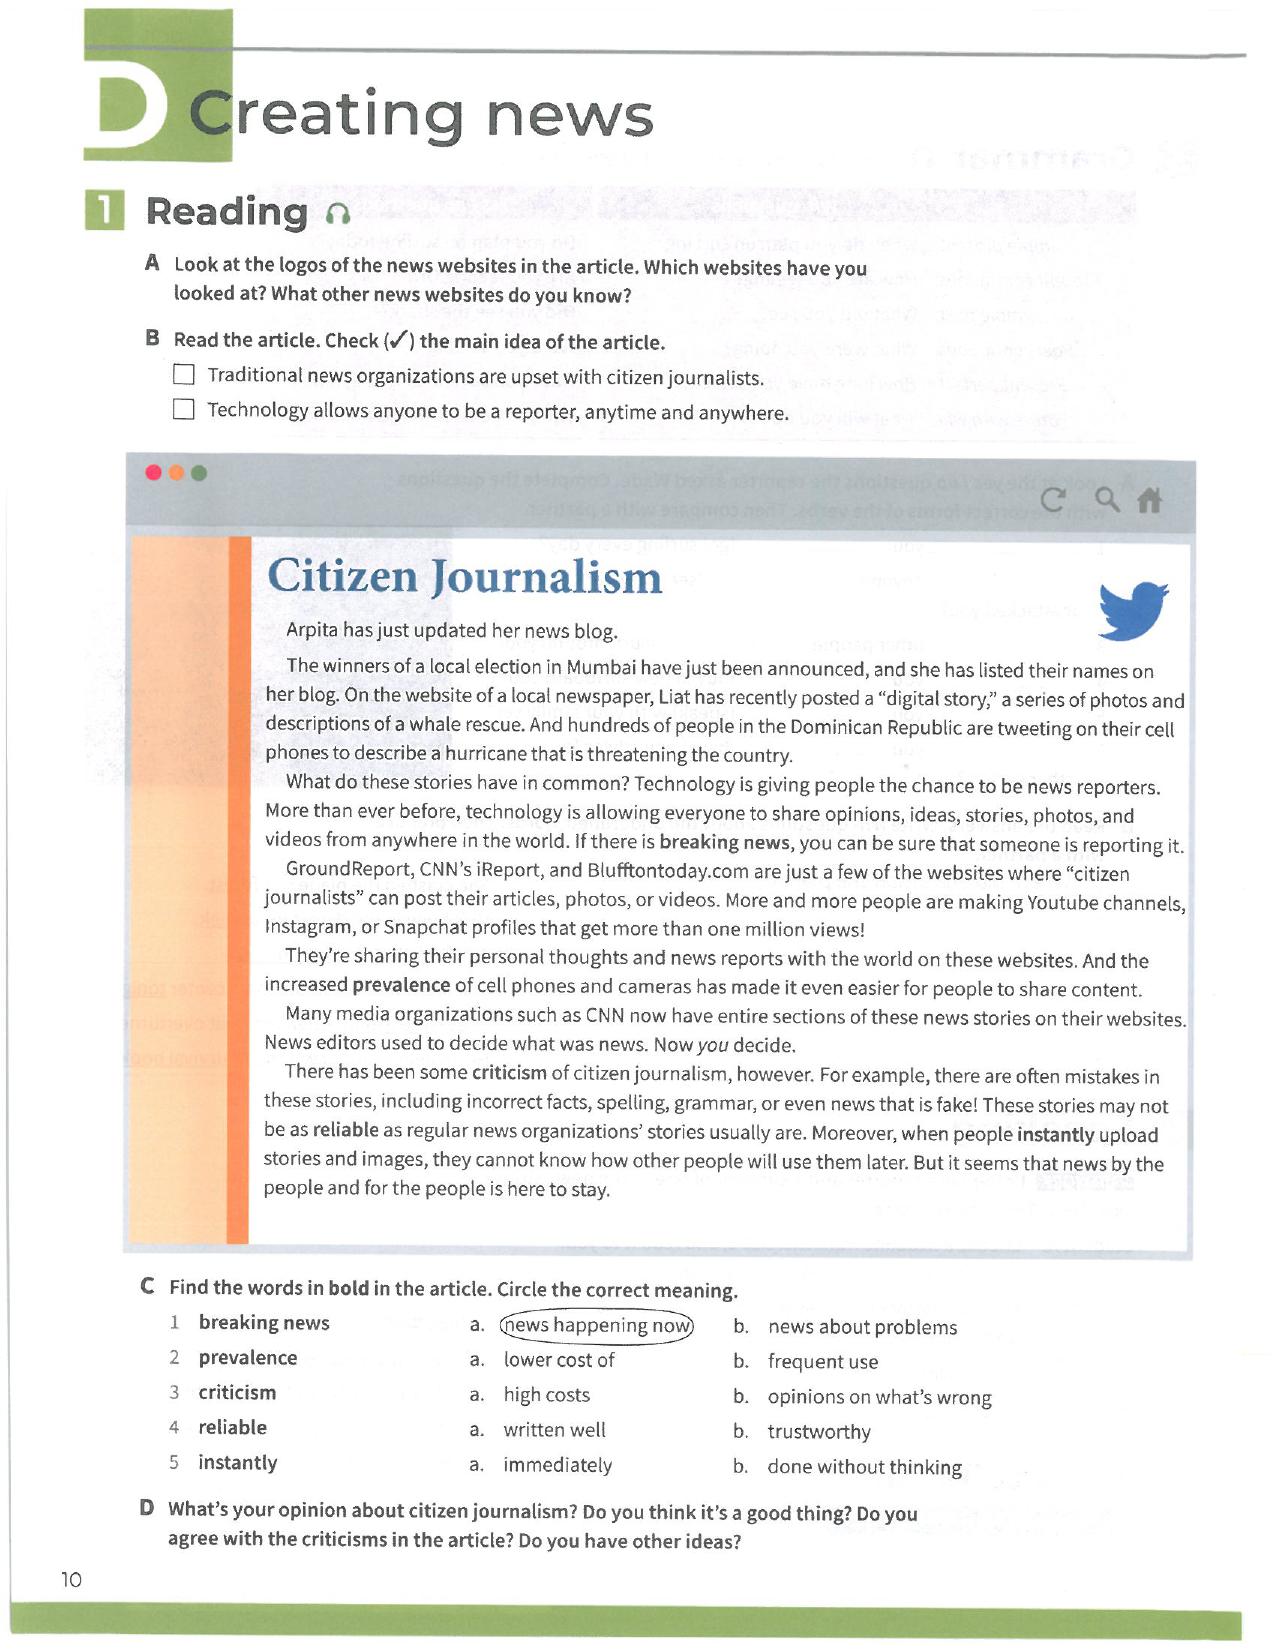 D Creating news
1 Reading
A Look at the logos of the news websites in the article. Which websites have you
looked at? What other news websites do you know?
B Read the article. Check (✓) the main idea of the article.
☐ Traditional news organizations are upset with citizen journalists.
☐ Technology allows anyone to be a reporter, anytime and anywhere.
Citizen Journalism
Arpita has just updated her news blog.
The winners of a local election in Mumbai have just been announced, and she has listed their names on
her blog. On the website of a local newspaper, Liat has recently posted a “digital story,” a series of photos and
descriptions of a whale rescue. And hundreds of people in the Dominican Republic are tweeting on their cell
phones to describe a hurricane that is threatening the country.
What do these stories have in common? Technology is giving people the chance to be news reporters.
More than ever before, technology is allowing everyone to share opinions, ideas, stories, photos, and
videos from anywhere in the world. If there is breaking news, you can be sure that someone is reporting it.
GroundReport, CNN’s iReport, and Blufftontoday.com are just a few of the websites where “citizen
journalists” can post their articles, photos, or videos. More and more people are making Youtube channels,
Instagram, or Snapchat profiles that get more than one million views!
They’re sharing their personal thoughts and news reports with the world on these websites. And the
increased prevalence of cell phones and cameras has made it even easier for people to share content.
Many media organizations such as CNN now have entire sections of these news stories on their websites.
News editors used to decide what was news. Now you decide.
There has been some criticism of citizen journalism, however. For example, there are often mistakes in
these stories, including incorrect facts, spelling, grammar, or even news that is fake! These stories may not
be as reliable as regular news organizations’ stories usually are. Moreover, when people instantly upload
stories and images, they cannot know how other people will use them later. But it seems that news by the
people and for the people is here to stay.
C Find the words in bold in the article. Circle the correct meaning.
1 breaking news a. news happening now b. news about problems
2 prevalence a. lower cost of b. frequent use
3 criticism a. high costs b. opinions on what’s wrong
4 reliable a. written well b. trustworthy
5 instantly a. immediately b. done without thinking
D What’s your opinion about citizen journalism? Do you think it’s a good thing? Do you
agree with the criticisms in the article? Do you have other ideas?
10